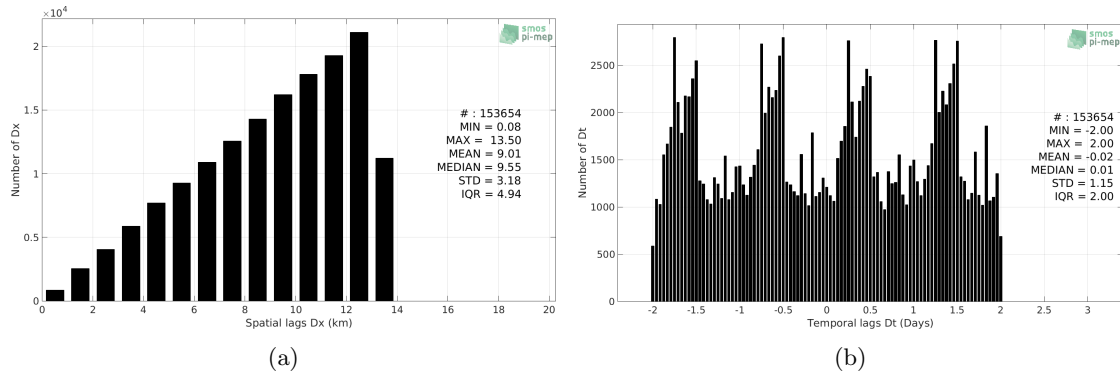 ×10⁴
smos
pi-mep
2
1.5
1
0.5
0
Number of Dx
# : 153654
MIN = 0.08
MAX = 13.50
MEAN = 9.01
MEDIAN = 9.55
STD = 3.18
IQR = 4.94
0 2 4 6 8 10 12 14 16 18 20
Spatial lags Dx (km)
(a)
smos
pi-mep
2500
2000
1500
1000
500
0
Number of Dt
# : 153654
MIN = -2.00
MAX = 2.00
MEAN = -0.02
MEDIAN = 0.01
STD = 1.15
IQR = 2.00
-2 -1.5 -1 -0.5 0 0.5 1 1.5 2 2.5 3
Temporal lags Dt (Days)
(b)